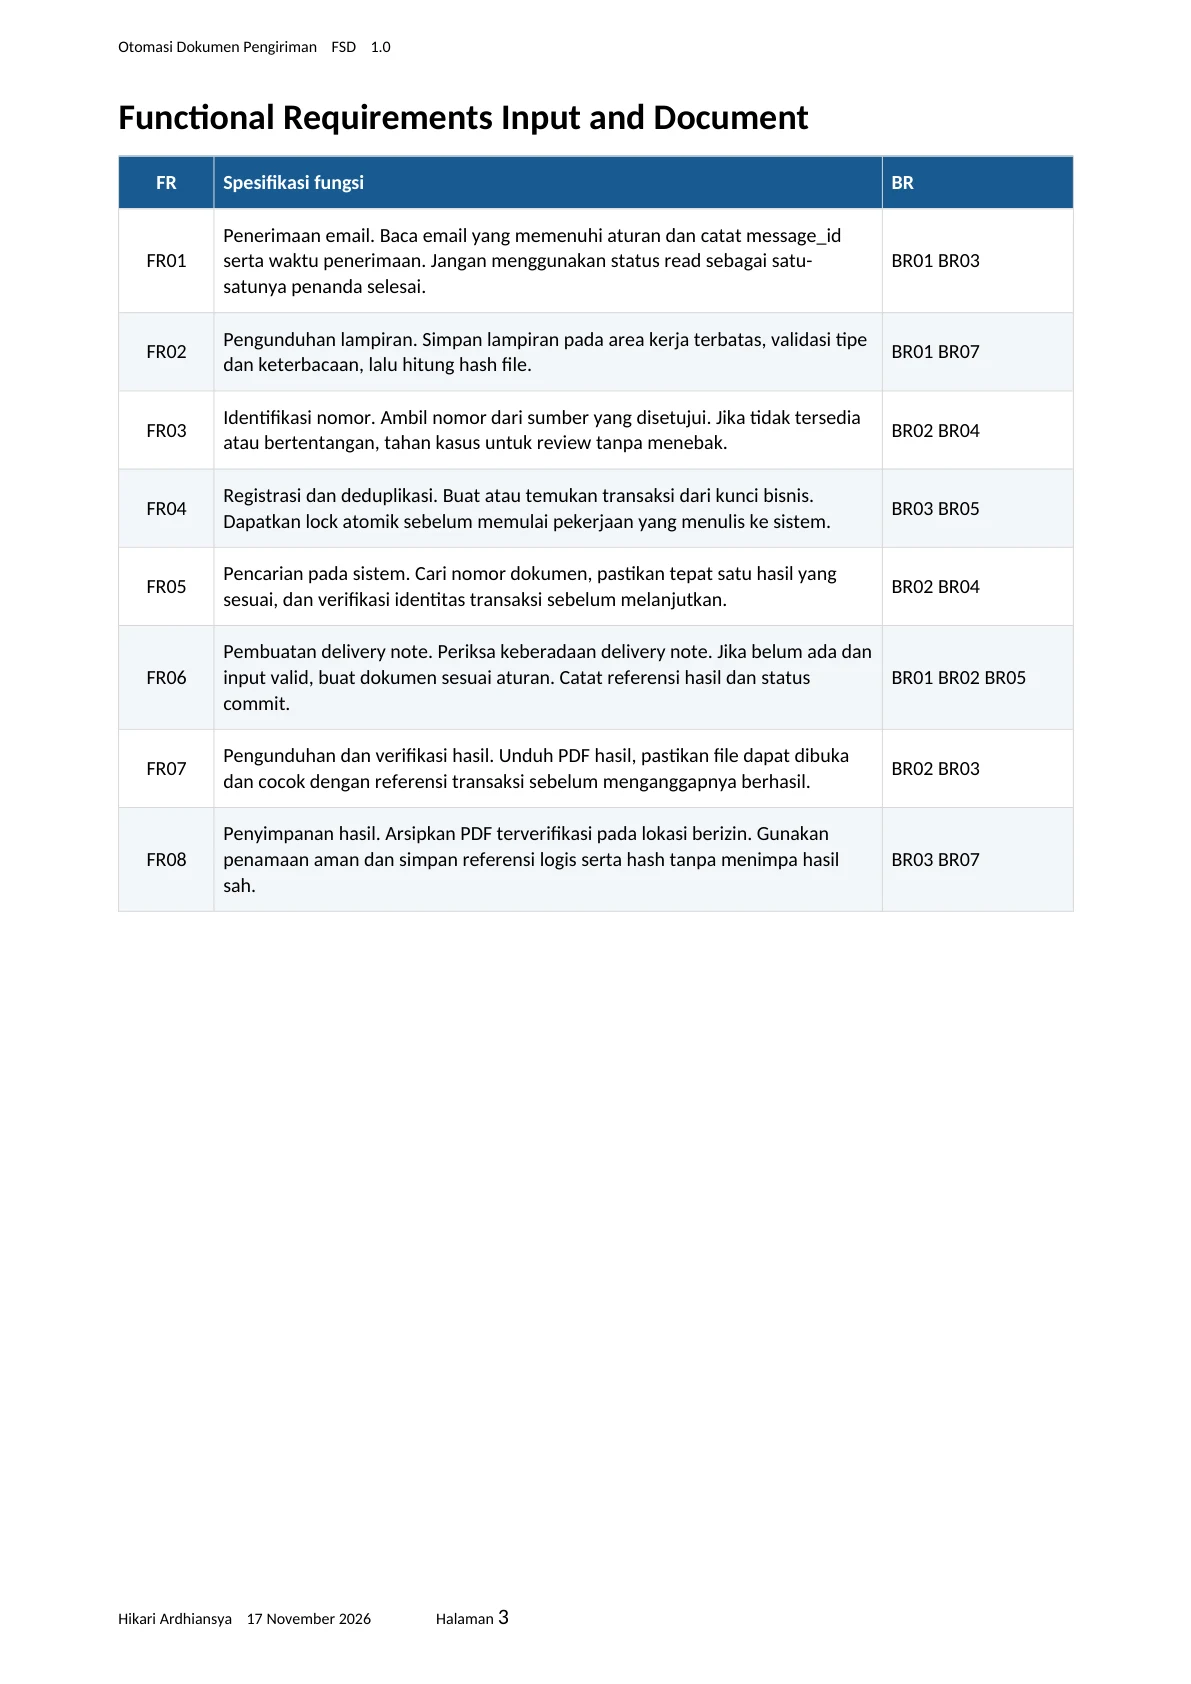 Otomasi Dokumen Pengiriman FSD 1.0
Functional Requirements Input and Document
FR Spesifikasi fungsi BR
Penerimaan email. Baca email yang memenuhi aturan dan catat message_id
FR01 serta waktu penerimaan. Jangan menggunakan status read sebagai satu- BR01 BR03
satunya penanda selesai.
FR02 Pengunduhan lampiran. Simpan lampiran pada area kerja terbatas, validasi tipe BR01 BR07
dan keterbacaan, lalu hitung hash file.
FR03 Identifikasi nomor. Ambil nomor dari sumber yang disetujui. Jika tidak tersedia BR02 BR04
atau bertentangan, tahan kasus untuk review tanpa menebak.
FR04 Registrasi dan deduplikasi. Buat atau temukan transaksi dari kunci bisnis. BR03 BR05
Dapatkan lock atomik sebelum memulai pekerjaan yang menulis ke sistem.
FR05 Pencarian pada sistem. Cari nomor dokumen, pastikan tepat satu hasil yang BR02 BR04
sesuai, dan verifikasi identitas transaksi sebelum melanjutkan.
Pembuatan delivery note. Periksa keberadaan delivery note. Jika belum ada dan
FR06 input valid, buat dokumen sesuai aturan. Catat referensi hasil dan status BR01 BR02 BR05
commit.
FR07 Pengunduhan dan verifikasi hasil. Unduh PDF hasil, pastikan file dapat dibuka BR02 BR03
dan cocok dengan referensi transaksi sebelum menganggapnya berhasil.
Penyimpanan hasil. Arsipkan PDF terverifikasi pada lokasi berizin. Gunakan
FR08 penamaan aman dan simpan referensi logis serta hash tanpa menimpa hasil BR03 BR07
sah.
Hikari Ardhiansya 17 November 2026 Halaman 3